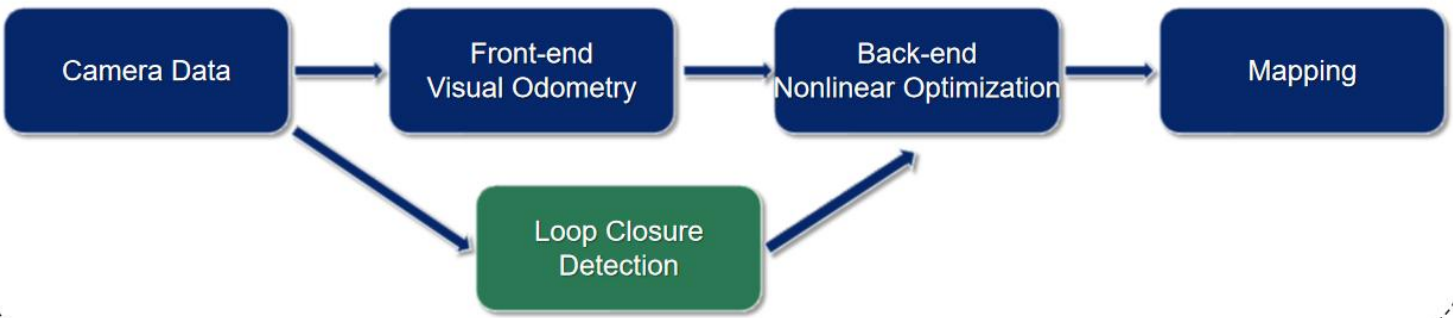 Camera Data
Front-end
Visual Odometry
Back-end
Nonlinear Optimization
Mapping
Loop Closure
Detection